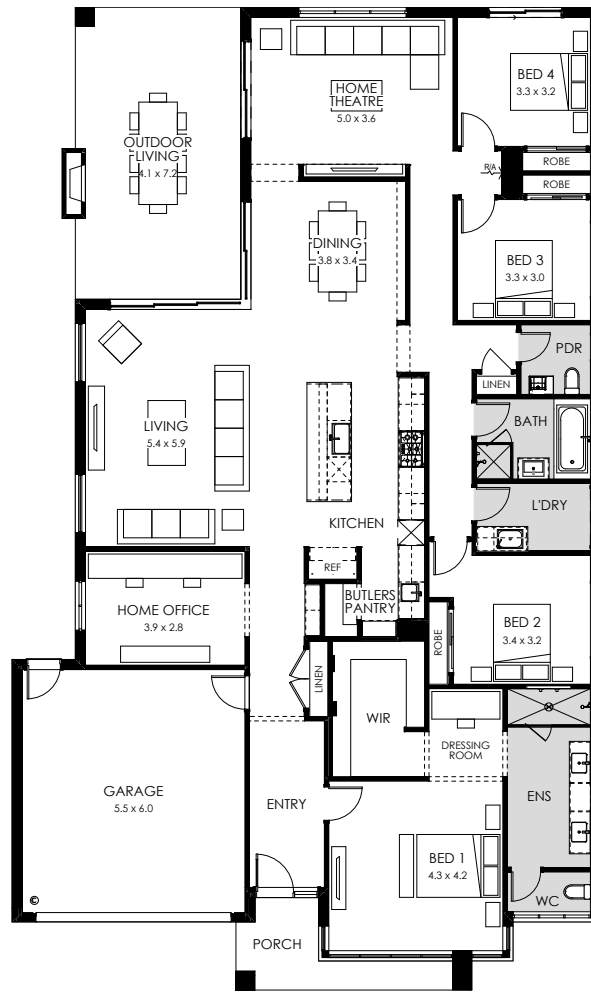 BED 4
3.3 x 3.2
HOME
THEATRE
5.0 x 3.6
OUTDOOR
LIVING
4.1 x 7.2
R/A
ROBE
ROBE
DINING
3.8 x 3.4
BED 3
3.3 x 3.0
PDR
LINEN
BATH
LIVING
5.4 x 5.9
L'DRY
KITCHEN
REF
BUTLERS
PANTRY
HOME OFFICE
3.9 x 2.8
BED 2
3.4 x 3.2
ROBE
LINEN
WIR
DRESSING
ROOM
GARAGE
5.5 x 6.0
ENTRY
ENS
BED 1
4.3 x 4.2
WC
PORCH